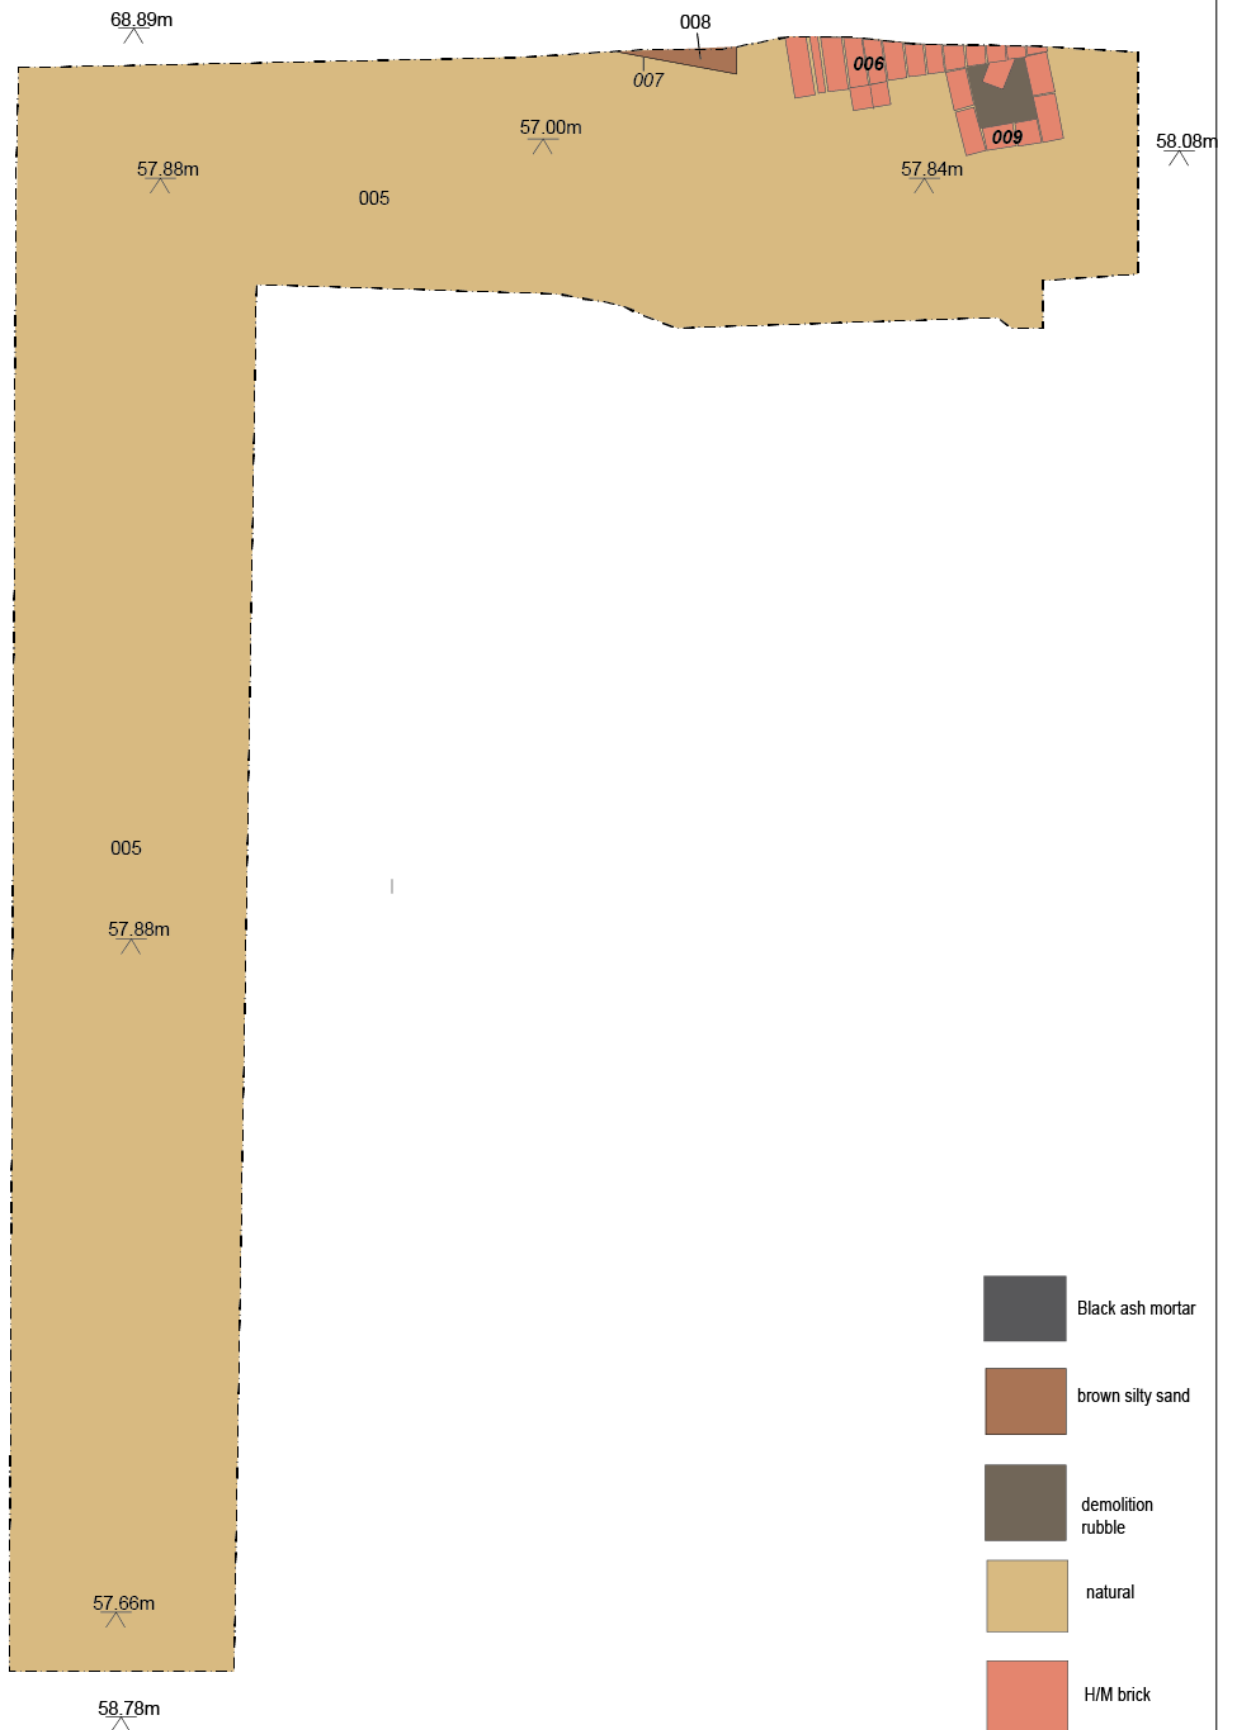 68.89m
008
006
007
57.00m
009
58.08m
57.88m
57.84m
005
005
57.88m
Black ash mortar
brown silty sand
demolition
rubble
natural
57.66m
H/M brick
58.78m